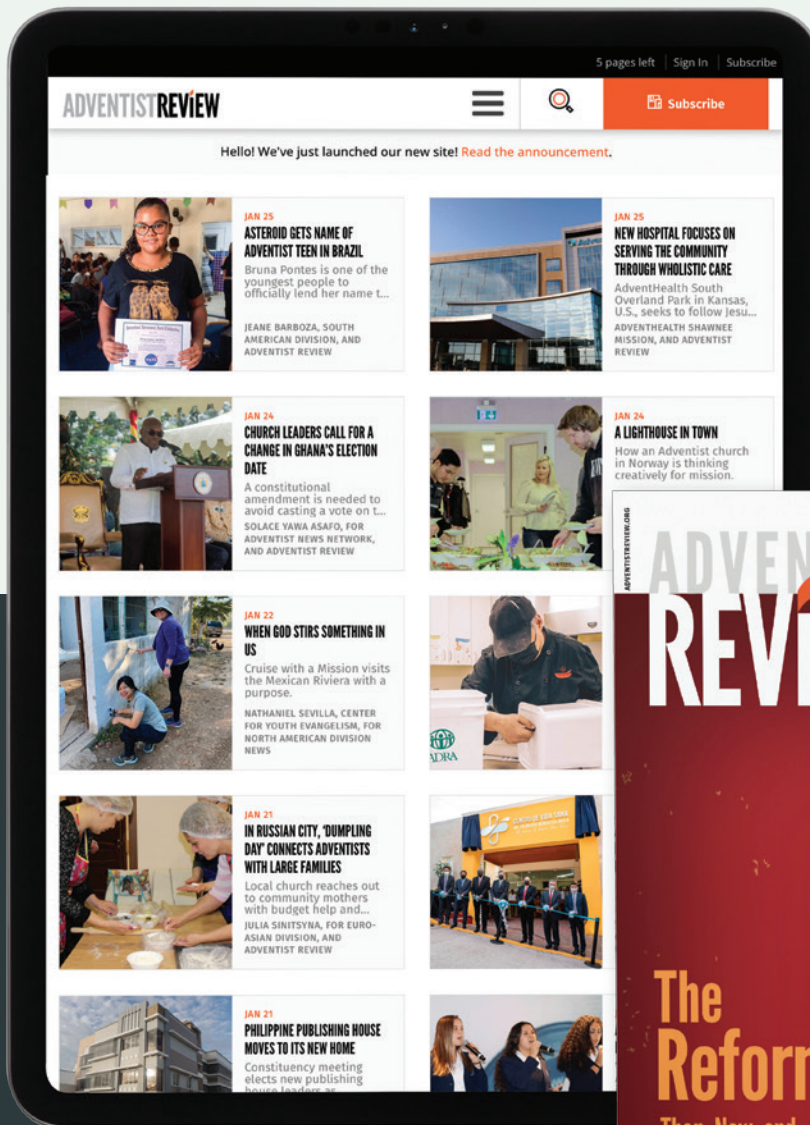 5 pages left | Sign In | Subscribe
ADVENTISTREVIEW
Subscribe
Hello! We've just launched our new site! Read the announcement.
JAN 25
ASTEROID GETS NAME OF
ADVENTIST TEEN IN BRAZIL
Bruna Pontes is one of the
youngest people to
officially lend her name t...
JEANE BARBOZA, SOUTH
AMERICAN DIVISION, AND
ADVENTIST REVIEW
JAN 25
NEW HOSPITAL FOCUSES ON
SERVING THE COMMUNITY
THROUGH WHOLISTIC CARE
AdventHealth South
Overland Park in Kansas,
U.S., seeks to follow Jesu...
ADVENTHEALTH SHAWNEE
MISSION, AND ADVENTIST
REVIEW
JAN 24
CHURCH LEADERS CALL FOR A
CHANGE IN GHANA'S ELECTION
DATE
A constitutional
amendment is needed to
avoid casting a vote on t...
SOLACE YAWA ASAFO, FOR
ADVENTIST NEWS NETWORK,
AND ADVENTIST REVIEW
JAN 24
A LIGHTHOUSE IN TOWN
How an Adventist church
in Norway is thinking
creatively for mission.
JAN 22
WHEN GOD STIRS SOMETHING IN
US
Cruise with a Mission visits
the Mexican Riviera with a
purpose.
NATHANIEL SEVILLA, CENTER
FOR YOUTH EVANGELISM, FOR
NORTH AMERICAN DIVISION
NEWS
ADRA
JAN 21
IN RUSSIAN CITY, ‘DUMPLING
DAY’ CONNECTS ADVENTISTS
WITH LARGE FAMILIES
Local church reaches out
to community mothers
with budget help and...
JULIA SINITSYNA, FOR EURO-
ASIAN DIVISION, AND
ADVENTIST REVIEW
JAN 21
PHILIPPINE PUBLISHING HOUSE
MOVES TO ITS NEW HOME
Constituency meeting
elects new publishing
house leaders as
ADVENTISTREVIEW.ORG
ADVEN
REVI
The
Refor
Then, Now, and